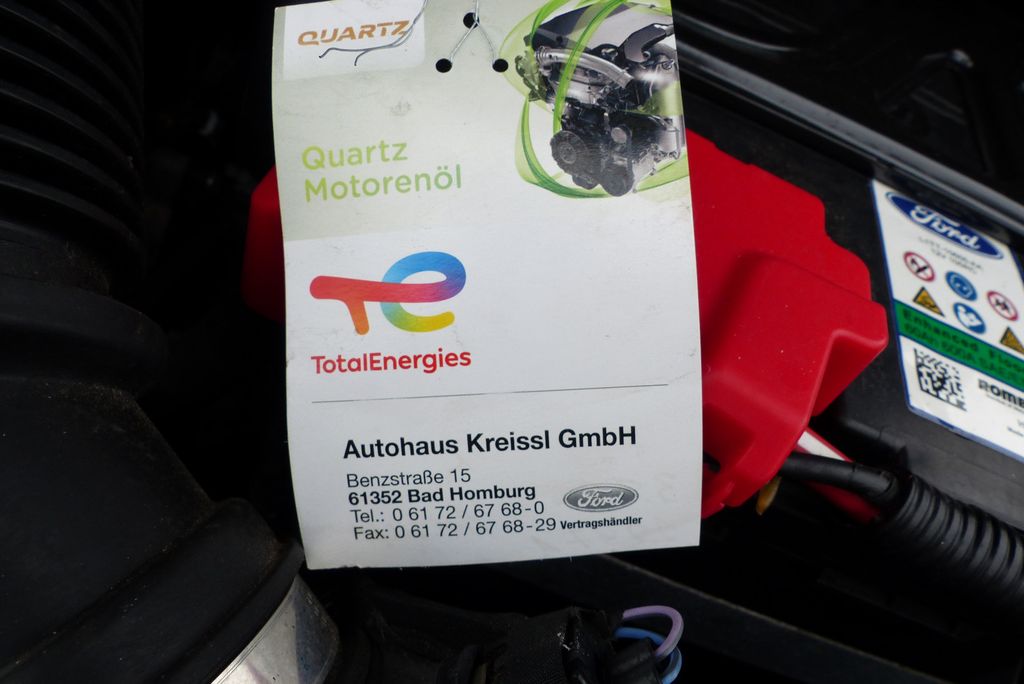 QUARTZ
Quartz
Motorenöl
TotalEnergies
Autohaus Kreissl GmbH
Benzstraße 15
61352 Bad Homburg
Tel.: 0 61 72 / 67 68-0
Fax: 0 61 72 / 67 68-29
Ford
Vertragshändler
Ford
Enhanced